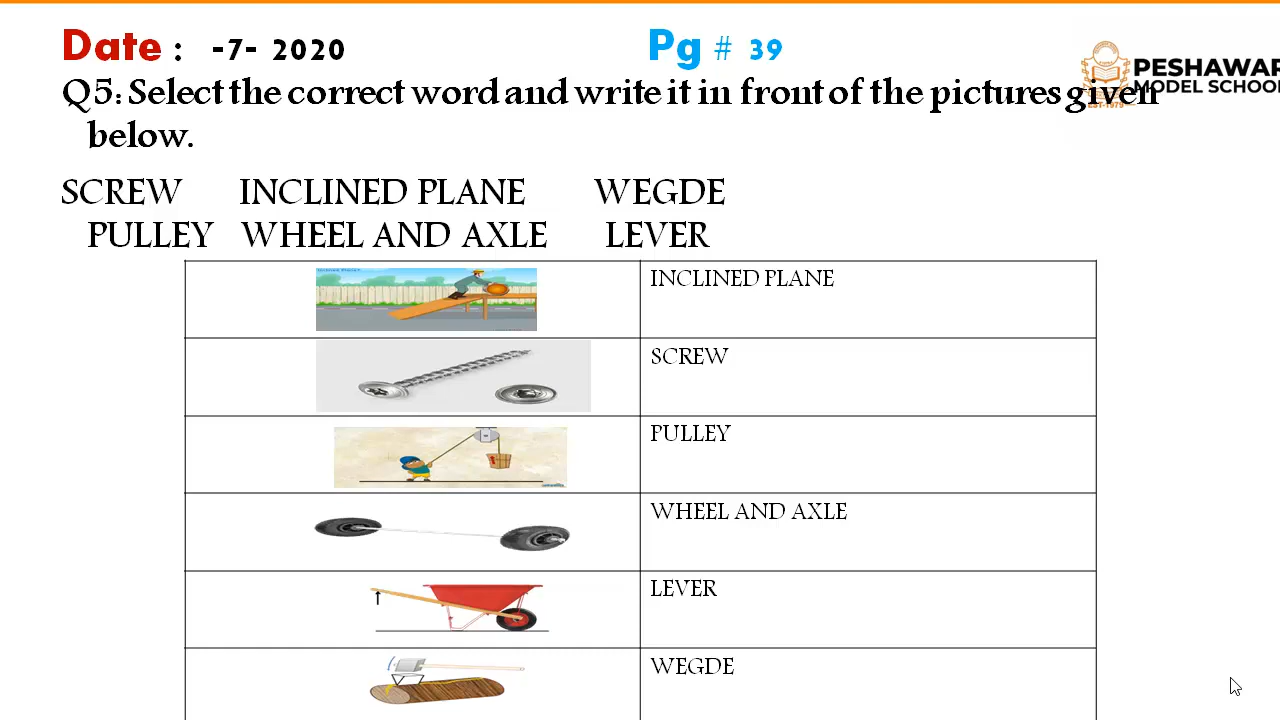 Date : -7- 2020 Pg # 39
PESHAWAR
MODEL SCHOOL
EST-1979
Q5: Select the correct word and write it in front of the pictures given
below.
SCREW INCLINED PLANE WEGDE
PULLEY WHEEL AND AXLE LEVER
INCLINED PLANE
SCREW
PULLEY
WHEEL AND AXLE
LEVER
WEGDE